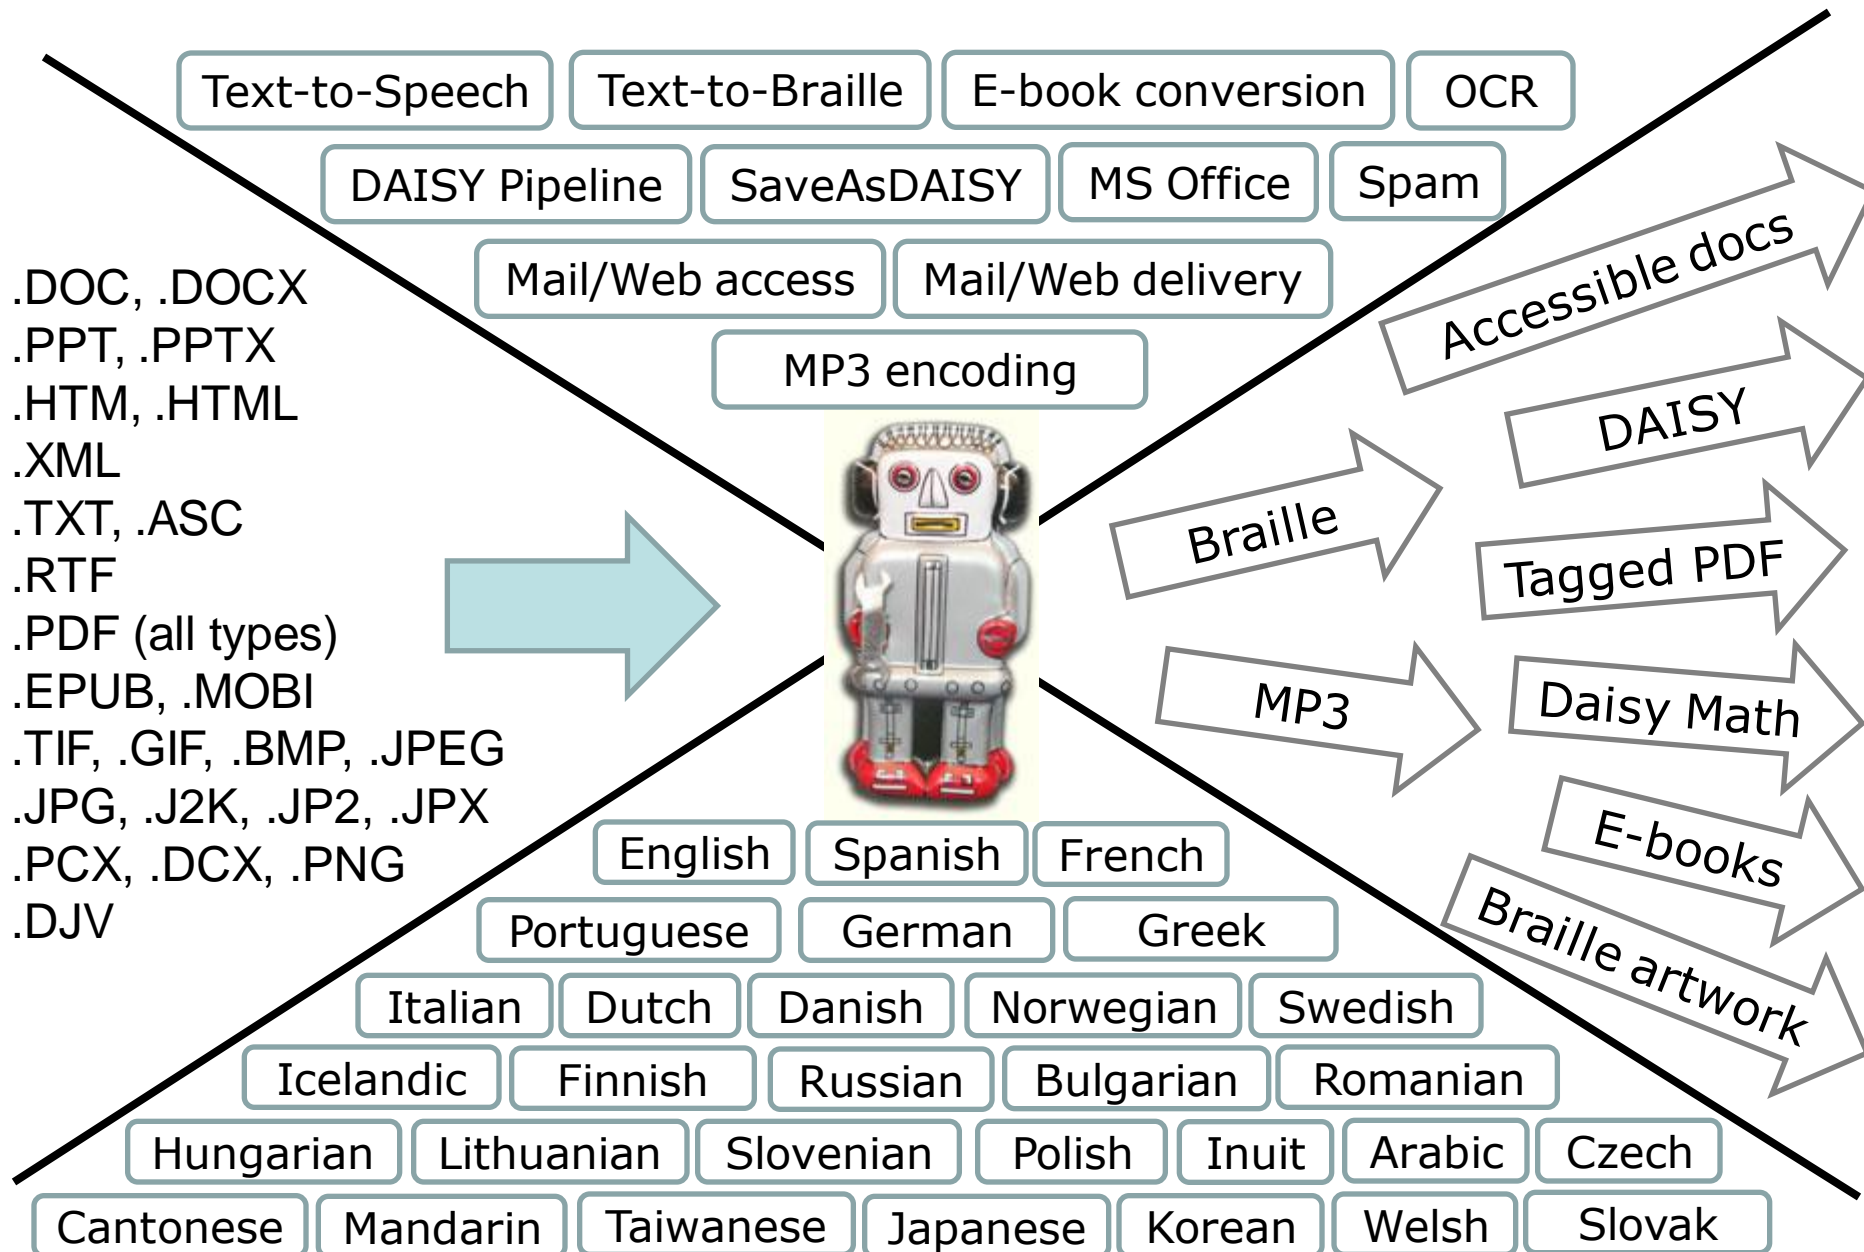 Text-to-Speech Text-to-Braille E-book conversion OCR
DAISY Pipeline SaveAsDAISY MS Office Spam
Mail/Web access Mail/Web delivery
MP3 encoding
.DOC, .DOCX
.PPT, .PPTX
.HTM, .HTML
.XML
.TXT, .ASC
.RTF
.PDF (all types)
.EPUB, .MOBI
.TIF, .GIF, .BMP, .JPEG
.JPG, .J2K, .JP2, .JPX
.PCX, .DCX, .PNG
.DJV
Accessible docs
DAISY
Braille
Tagged PDF
MP3
Daisy Math
E-books
Braille artwork
English Spanish French
Portuguese German Greek
Italian Dutch Danish Norwegian Swedish
Icelandic Finnish Russian Bulgarian Romanian
Hungarian Lithuanian Slovenian Polish Inuit Arabic Czech
Cantonese Mandarin Taiwanese Japanese Korean Welsh Slovak